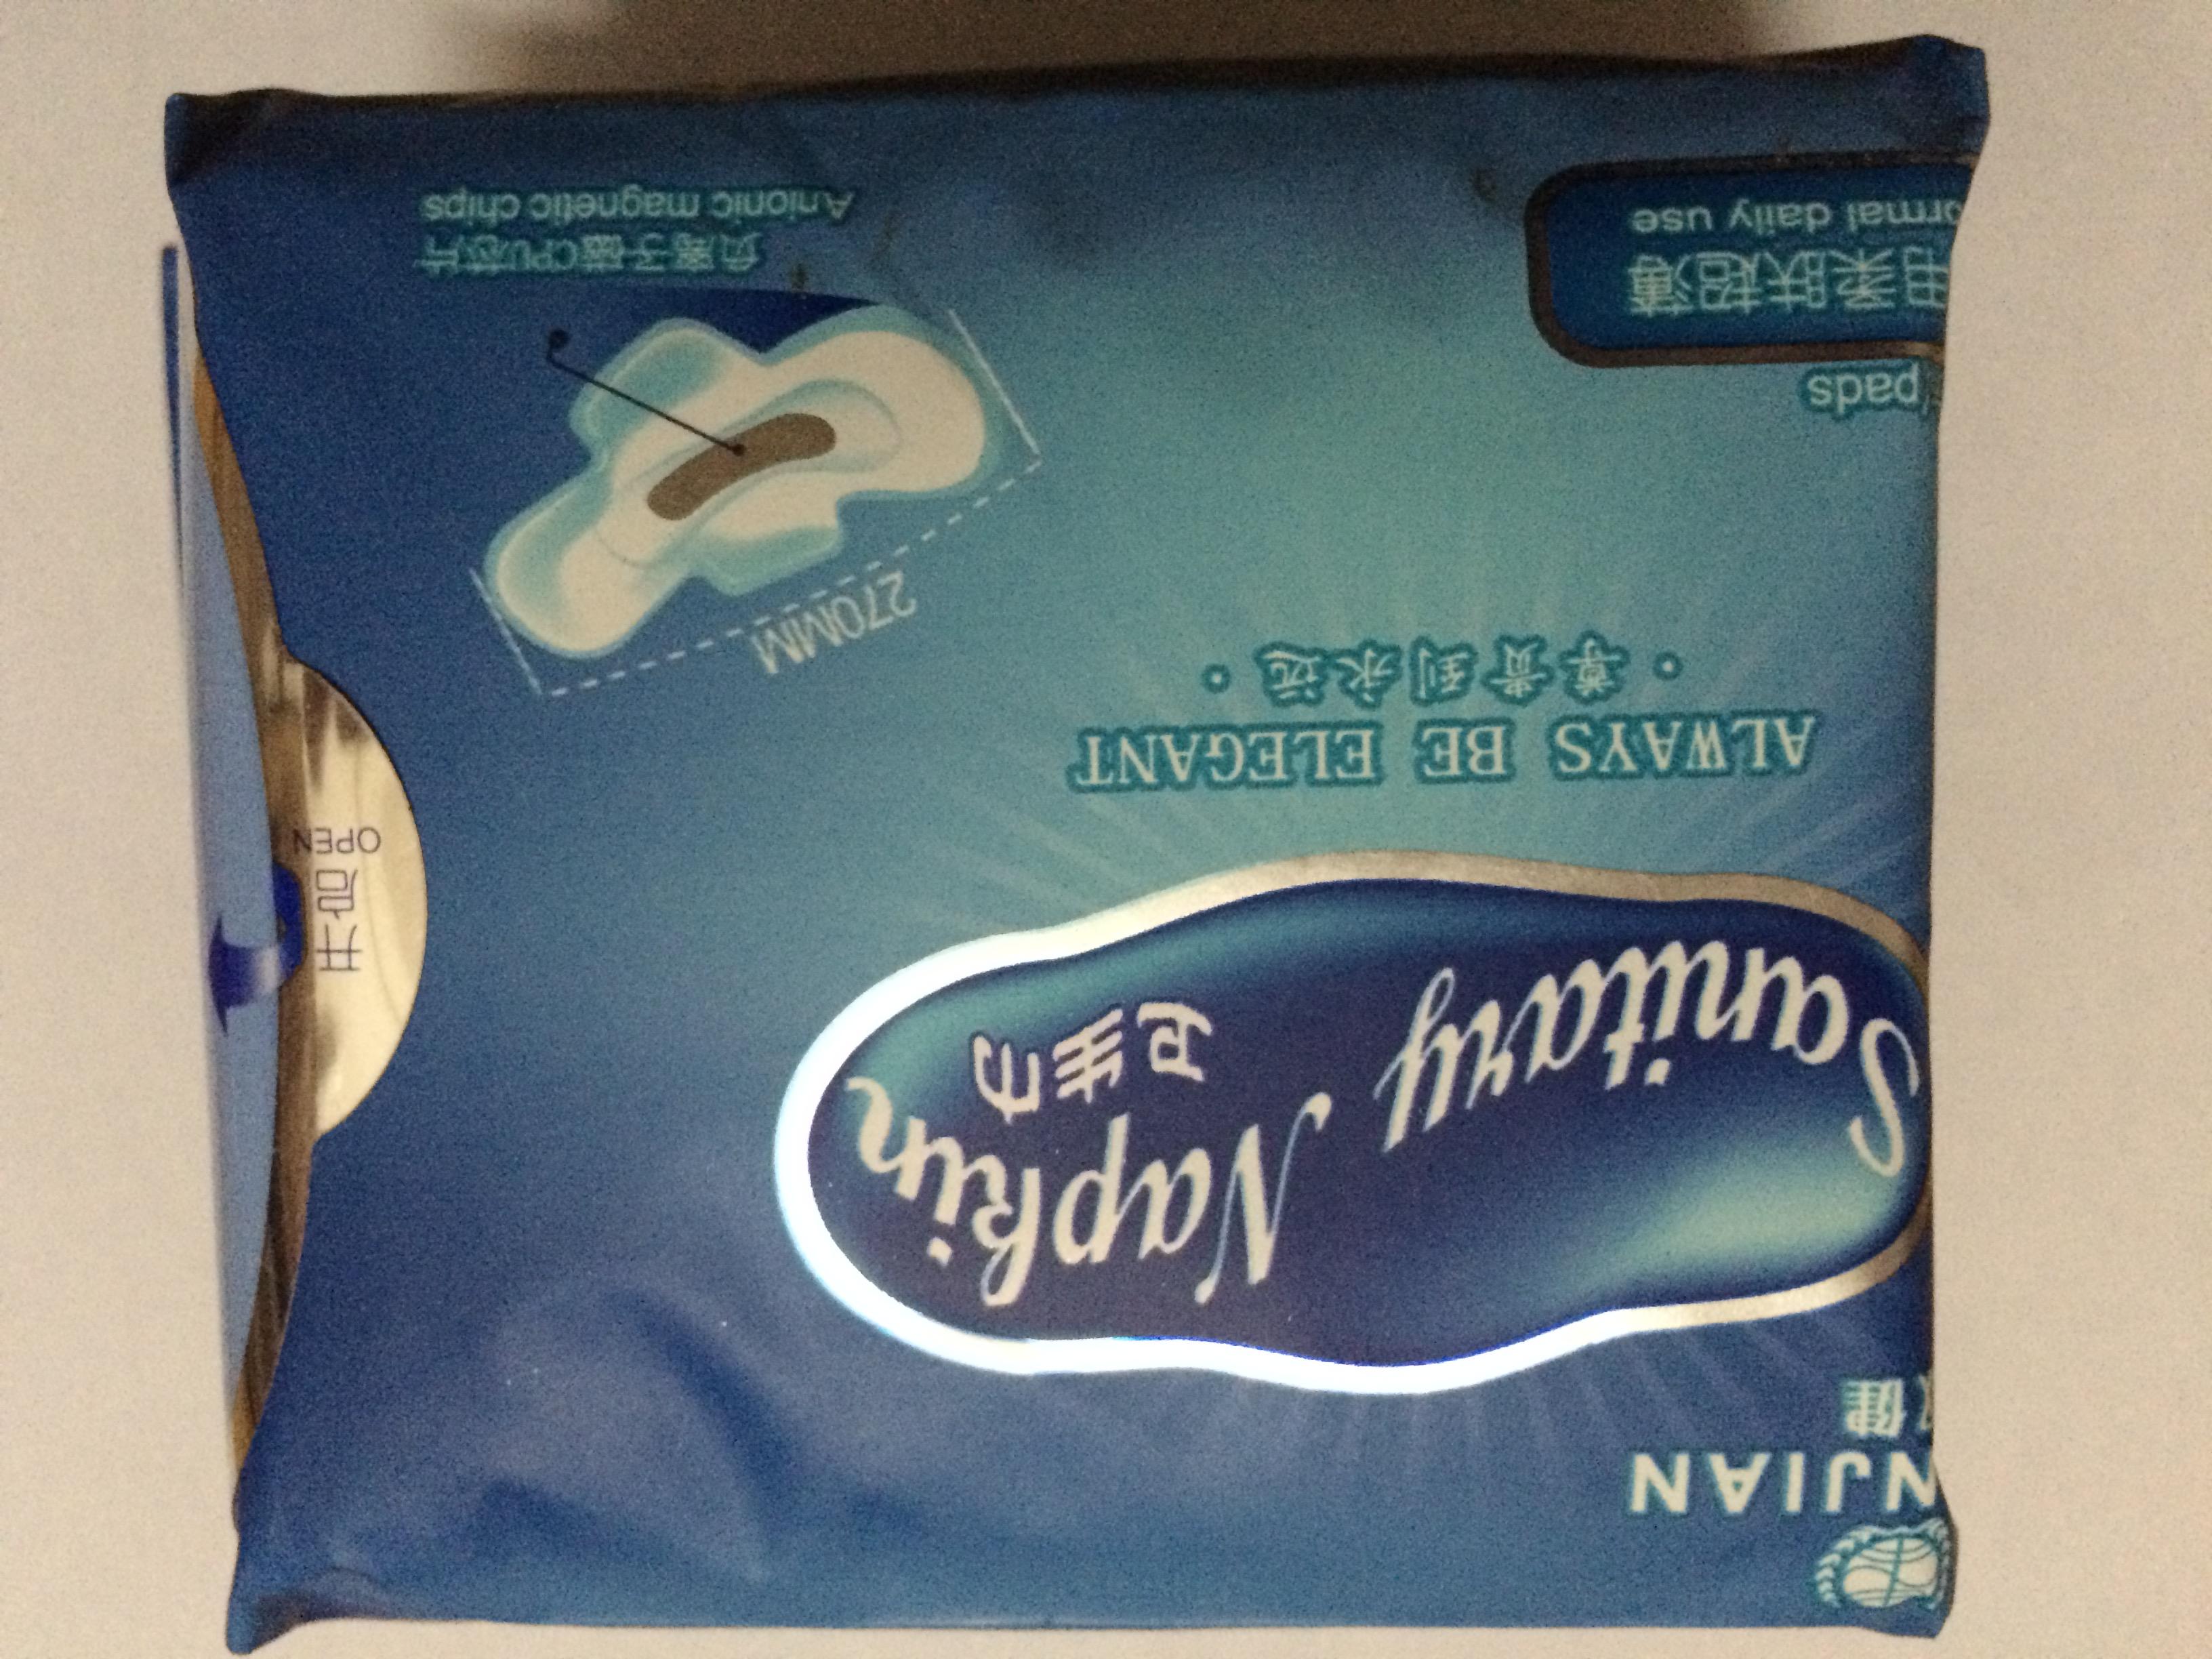 NJIAN
健
Sanitary
Napkin
卫生方
ALWAYS BE ELEGANT
·尊贵到永远·
270MM
pads
用柔肤超薄
ormal daily use
负离子磁CPU芯片
Anionic magnetic chips
开启
OPEN